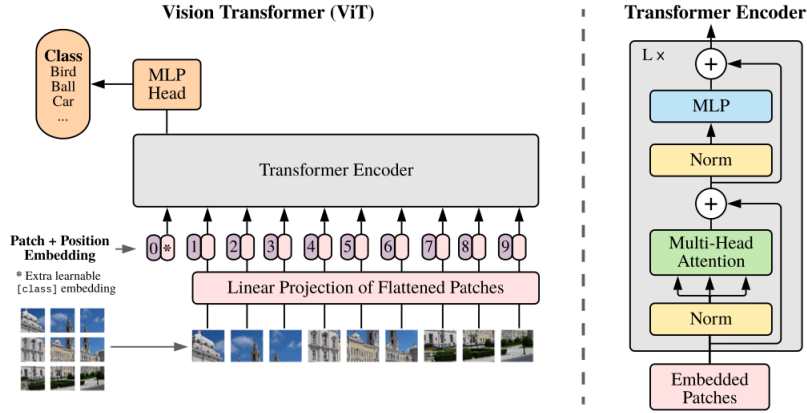 Vision Transformer (ViT)
Class
Bird
Ball
Car
...
MLP
Head
Transformer Encoder
0 * 1 2 3 4 5 6 7 8 9
Patch + Position
Embedding
* Extra learnable
[class] embedding
Linear Projection of Flattened Patches
Transformer Encoder
L x
+
MLP
Norm
+
Multi-Head
Attention
Norm
Embedded
Patches